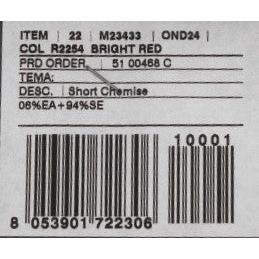 ITEM | 22 | M23433 | OND24 |
COL R2254 BRIGHT RED
PRD ORDER. | 51 00468 C
TEMA:
DESC. | Short Chemise
06%EA+94%SE
10001
8 053901 722306